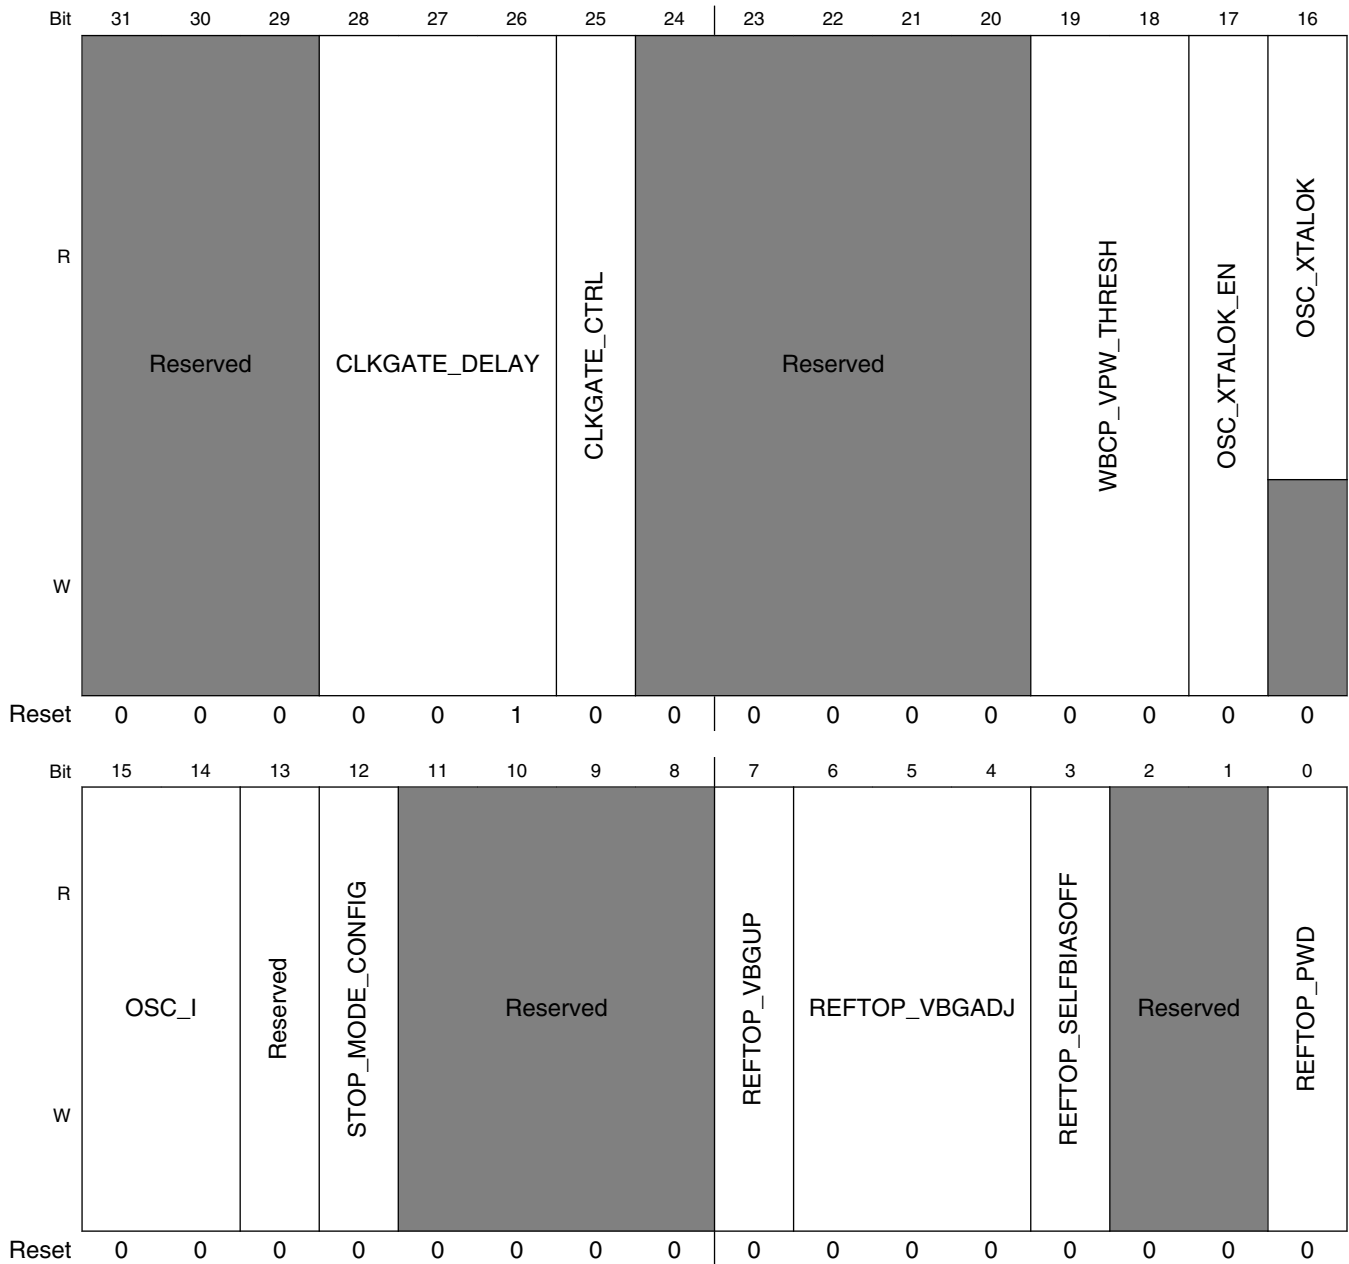 Bit 31 30 29 28 27 26 25 24 23 22 21 20 19 18 17 16
R
Reserved
CLKGATE_DELAY
CLKGATE_CTRL
Reserved
WBCP_VPW_THRESH
OSC_XTALOK_EN
OSC_XTALOK
W
Reset 0 0 0 0 0 1 0 0 0 0 0 0 0 0 0 0
Bit 15 14 13 12 11 10 9 8 7 6 5 4 3 2 1 0
R
OSC_I
Reserved
STOP_MODE_CONFIG
Reserved
REFTOP_VBGUP
REFTOP_VBGADJ
REFTOP_SELFBIASOFF
Reserved
REFTOP_PWD
W
Reset 0 0 0 0 0 0 0 0 0 0 0 0 0 0 0 0